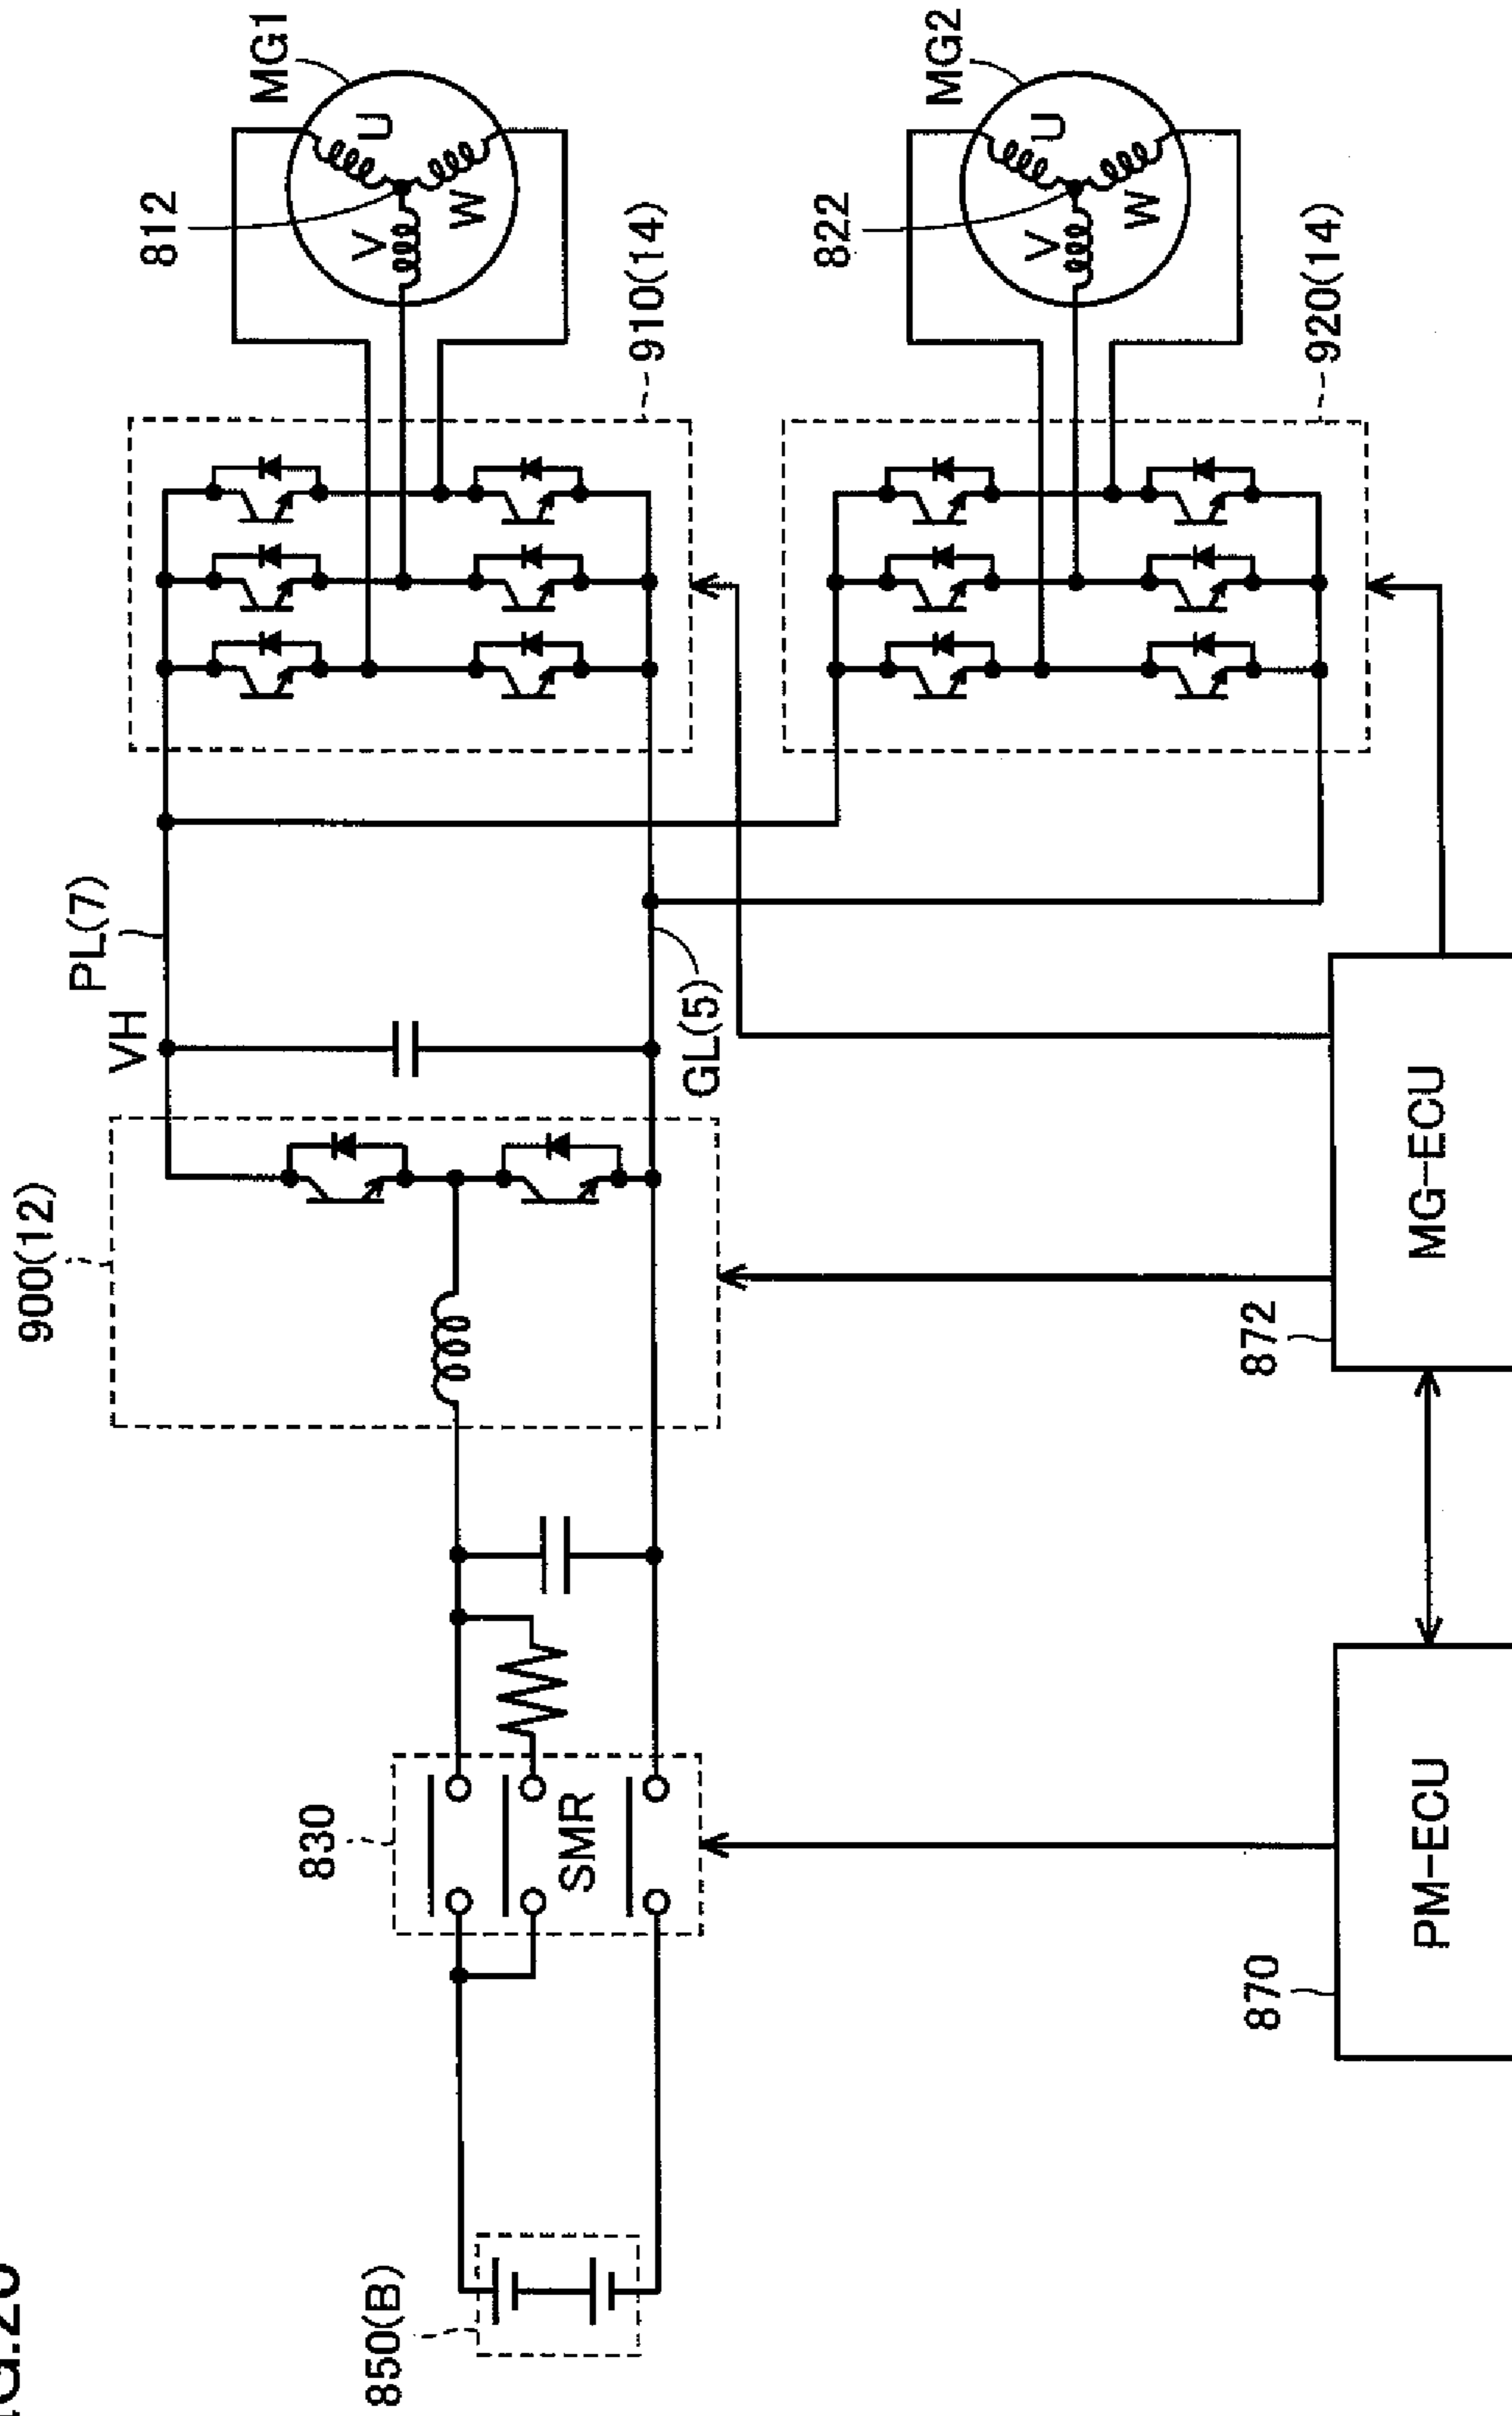 900(12)
PL(7)
VH
812
MG1
U
V
W
830
SMR
850(B)
GL(5)
910(14)
822
MG2
U
V
W
920(14)
870
PM-ECU
872
MG-ECU